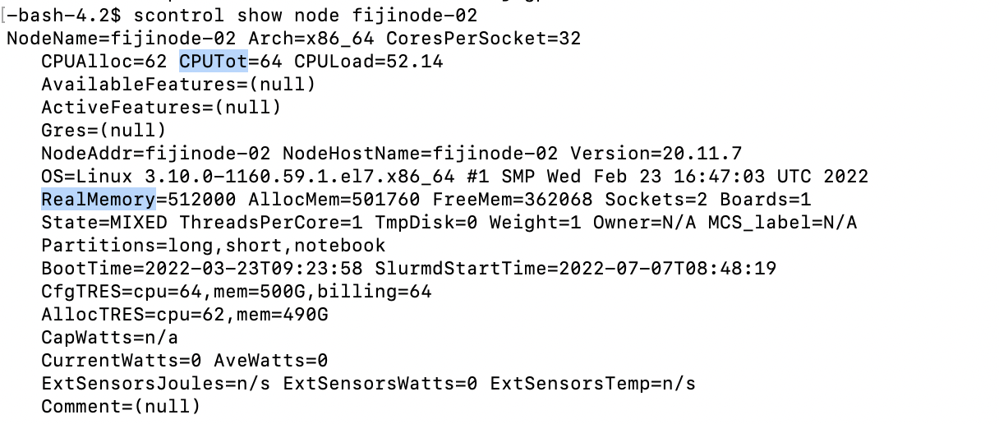 [-bash-4.2$ scontrol show node fijinode-02
NodeName=fijinode-02 Arch=x86_64 CoresPerSocket=32
CPUAlloc=62 CPUTot=64 CPULoad=52.14
AvailableFeatures=(null)
ActiveFeatures=(null)
Gres=(null)
NodeAddr=fijinode-02 NodeHostName=fijinode-02 Version=20.11.7
OS=Linux 3.10.0-1160.59.1.el7.x86_64 #1 SMP Wed Feb 23 16:47:03 UTC 2022
RealMemory=512000 AllocMem=501760 FreeMem=362068 Sockets=2 Boards=1
State=MIXED ThreadsPerCore=1 TmpDisk=0 Weight=1 Owner=N/A MCS_label=N/A
Partitions=long,short,notebook
BootTime=2022-03-23T09:23:58 SlurmdStartTime=2022-07-07T08:48:19
CfgTRES=cpu=64,mem=500G,billing=64
AllocTRES=cpu=62,mem=490G
CapWatts=n/a
CurrentWatts=0 AveWatts=0
ExtSensorsJoules=n/s ExtSensorsWatts=0 ExtSensorsTemp=n/s
Comment=(null)